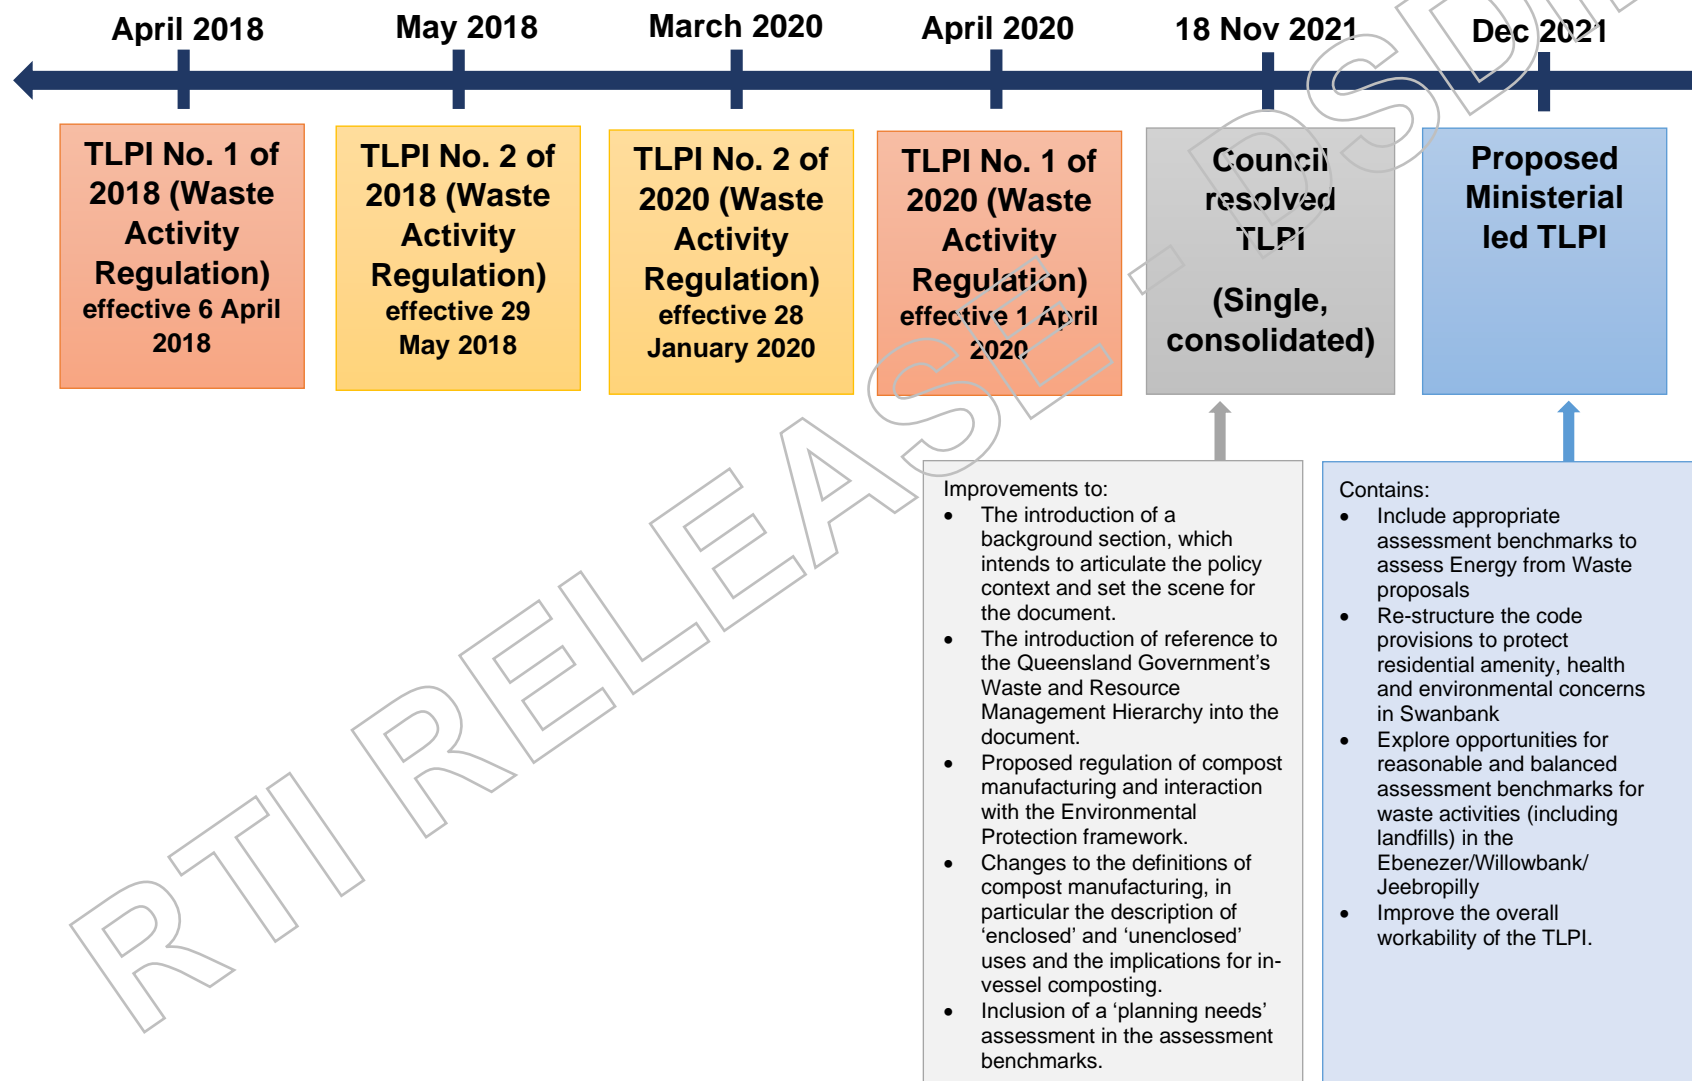 April 2018
May 2018
March 2020
April 2020
18 Nov 2021
Dec 2021
TLPI No. 1 of
2018 (Waste
Activity
Regulation)
effective 6 April
2018
TLPI No. 2 of
2018 (Waste
Activity
Regulation)
effective 29
May 2018
TLPI No. 2 of
2020 (Waste
Activity
Regulation)
effective 28
January 2020
TLPI No. 1 of
2020 (Waste
Activity
Regulation)
effective 1 April
2020
Council
resolved
TLPI
(Single,
consolidated)
Proposed
Ministerial
led TLPI
Improvements to:
• The introduction of a
background section, which
intends to articulate the policy
context and set the scene for
the document.
• The introduction of reference to
the Queensland Government’s
Waste and Resource
Management Hierarchy into the
document.
• Proposed regulation of compost
manufacturing and interaction
with the Environmental
Protection framework.
• Changes to the definitions of
compost manufacturing, in
particular the description of
‘enclosed’ and ‘unenclosed’
uses and the implications for in-
vessel composting.
• Inclusion of a ‘planning needs’
assessment in the assessment
benchmarks.
Contains:
• Include appropriate
assessment benchmarks to
assess Energy from Waste
proposals
• Re-structure the code
provisions to protect
residential amenity, health
and environmental concerns
in Swanbank
• Explore opportunities for
reasonable and balanced
assessment benchmarks for
waste activities (including
landfills) in the
Ebenezer/Willowbank/
Jeebropilly
• Improve the overall
workability of the TLPI.
RTI RELEASE - DSD